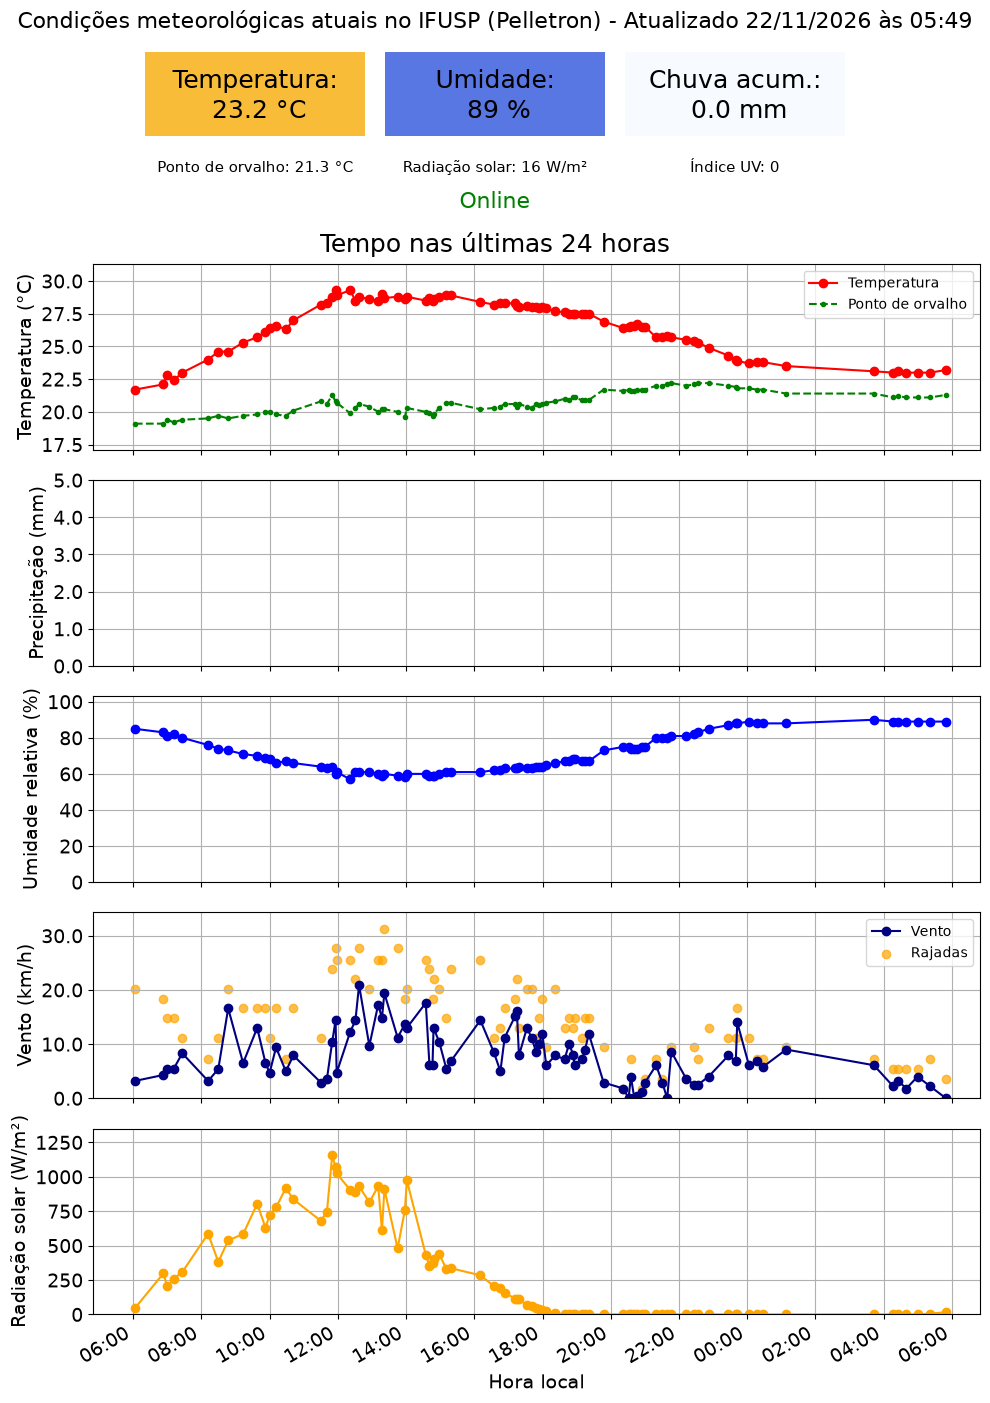 Condições meteorológicas atuais no IFUSP (Pelletron) - Atualizado 22/11/2026 às 05:49
Temperatura:
23.2 °C
Umidade:
89 %
Chuva acum.:
0.0 mm
Ponto de orvalho: 21.3 °C
Radiação solar: 16 W/m²
Índice UV: 0
Online
Tempo nas últimas 24 horas
Temperatura (°C)
30.0
27.5
25.0
22.5
20.0
17.5
Temperatura
Ponto de orvalho
Precipitação (mm)
5.0
4.0
3.0
2.0
1.0
0.0
Umidade relativa (%)
100
80
60
40
20
0
Vento (km/h)
30.0
20.0
10.0
0.0
Vento
Rajadas
Radiação solar (W/m²)
1250
1000
750
500
250
0
06:00
08:00
10:00
12:00
14:00
16:00
18:00
20:00
22:00
00:00
02:00
04:00
06:00
Hora local